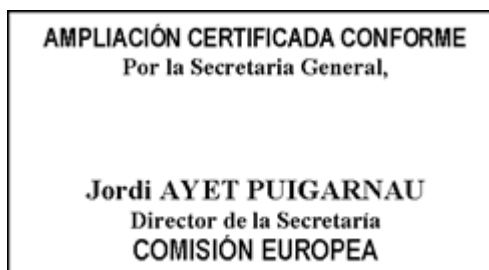 AMPLIACIÓN CERTIFICADA CONFORME
Por la Secretaria General,
Jordi AYET PUIGARNAU
Director de la Secretaría
COMISIÓN EUROPEA